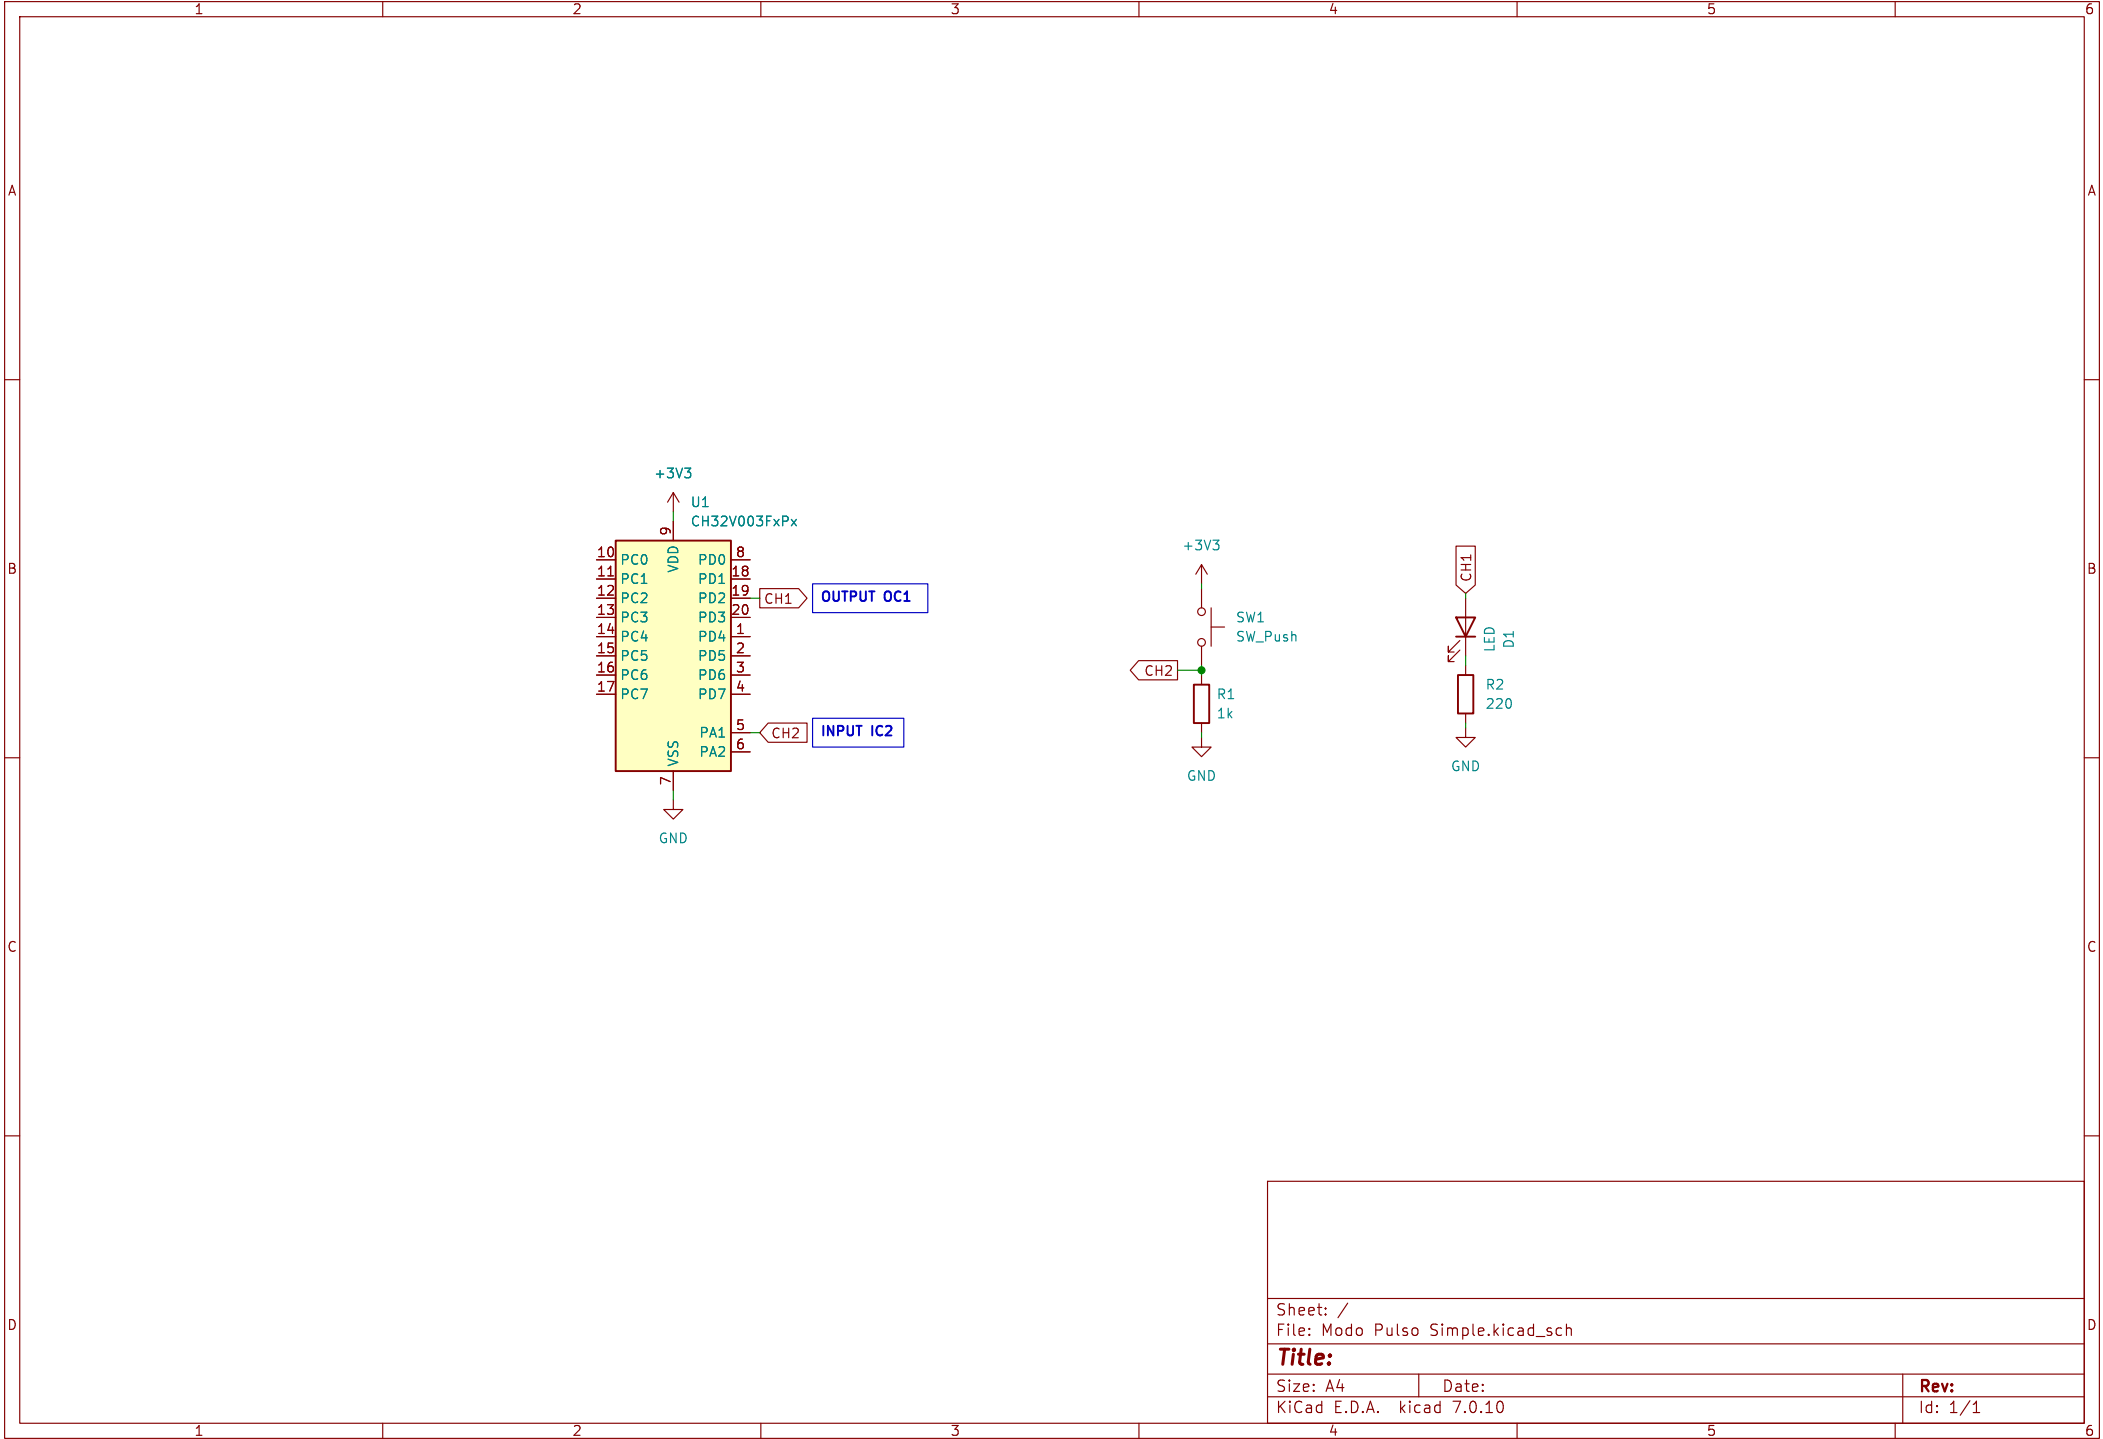 1 2 3 4 5 6
A A
+3V3
U1
CH32V003FxPx
9
VDD
10 PC0 PD0 8
11 PC1 PD1 18
12 PC2 PD2 19 CH1 OUTPUT OC1
13 PC3 PD3 20
14 PC4 PD4 1
15 PC5 PD5 2
16 PC6 PD6 3
17 PC7 PD7 4
PA1 5 CH2 INPUT IC2
PA2 6
VSS
7
GND
+3V3
SW1
SW_Push
CH2
R1
1k
GND
CH1
LED
D1
R2
220
GND
B B
C C
D D
Sheet: /
File: Modo Pulso Simple.kicad_sch
Title:
Size: A4 Date: Rev:
KiCad E.D.A. kicad 7.0.10 Id: 1/1
1 2 3 4 5 6